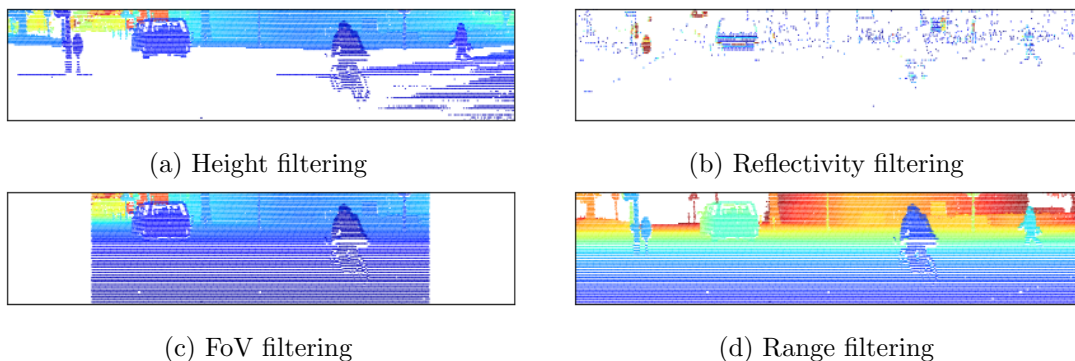 (a) Height filtering
(b) Reflectivity filtering
(c) FoV filtering
(d) Range filtering